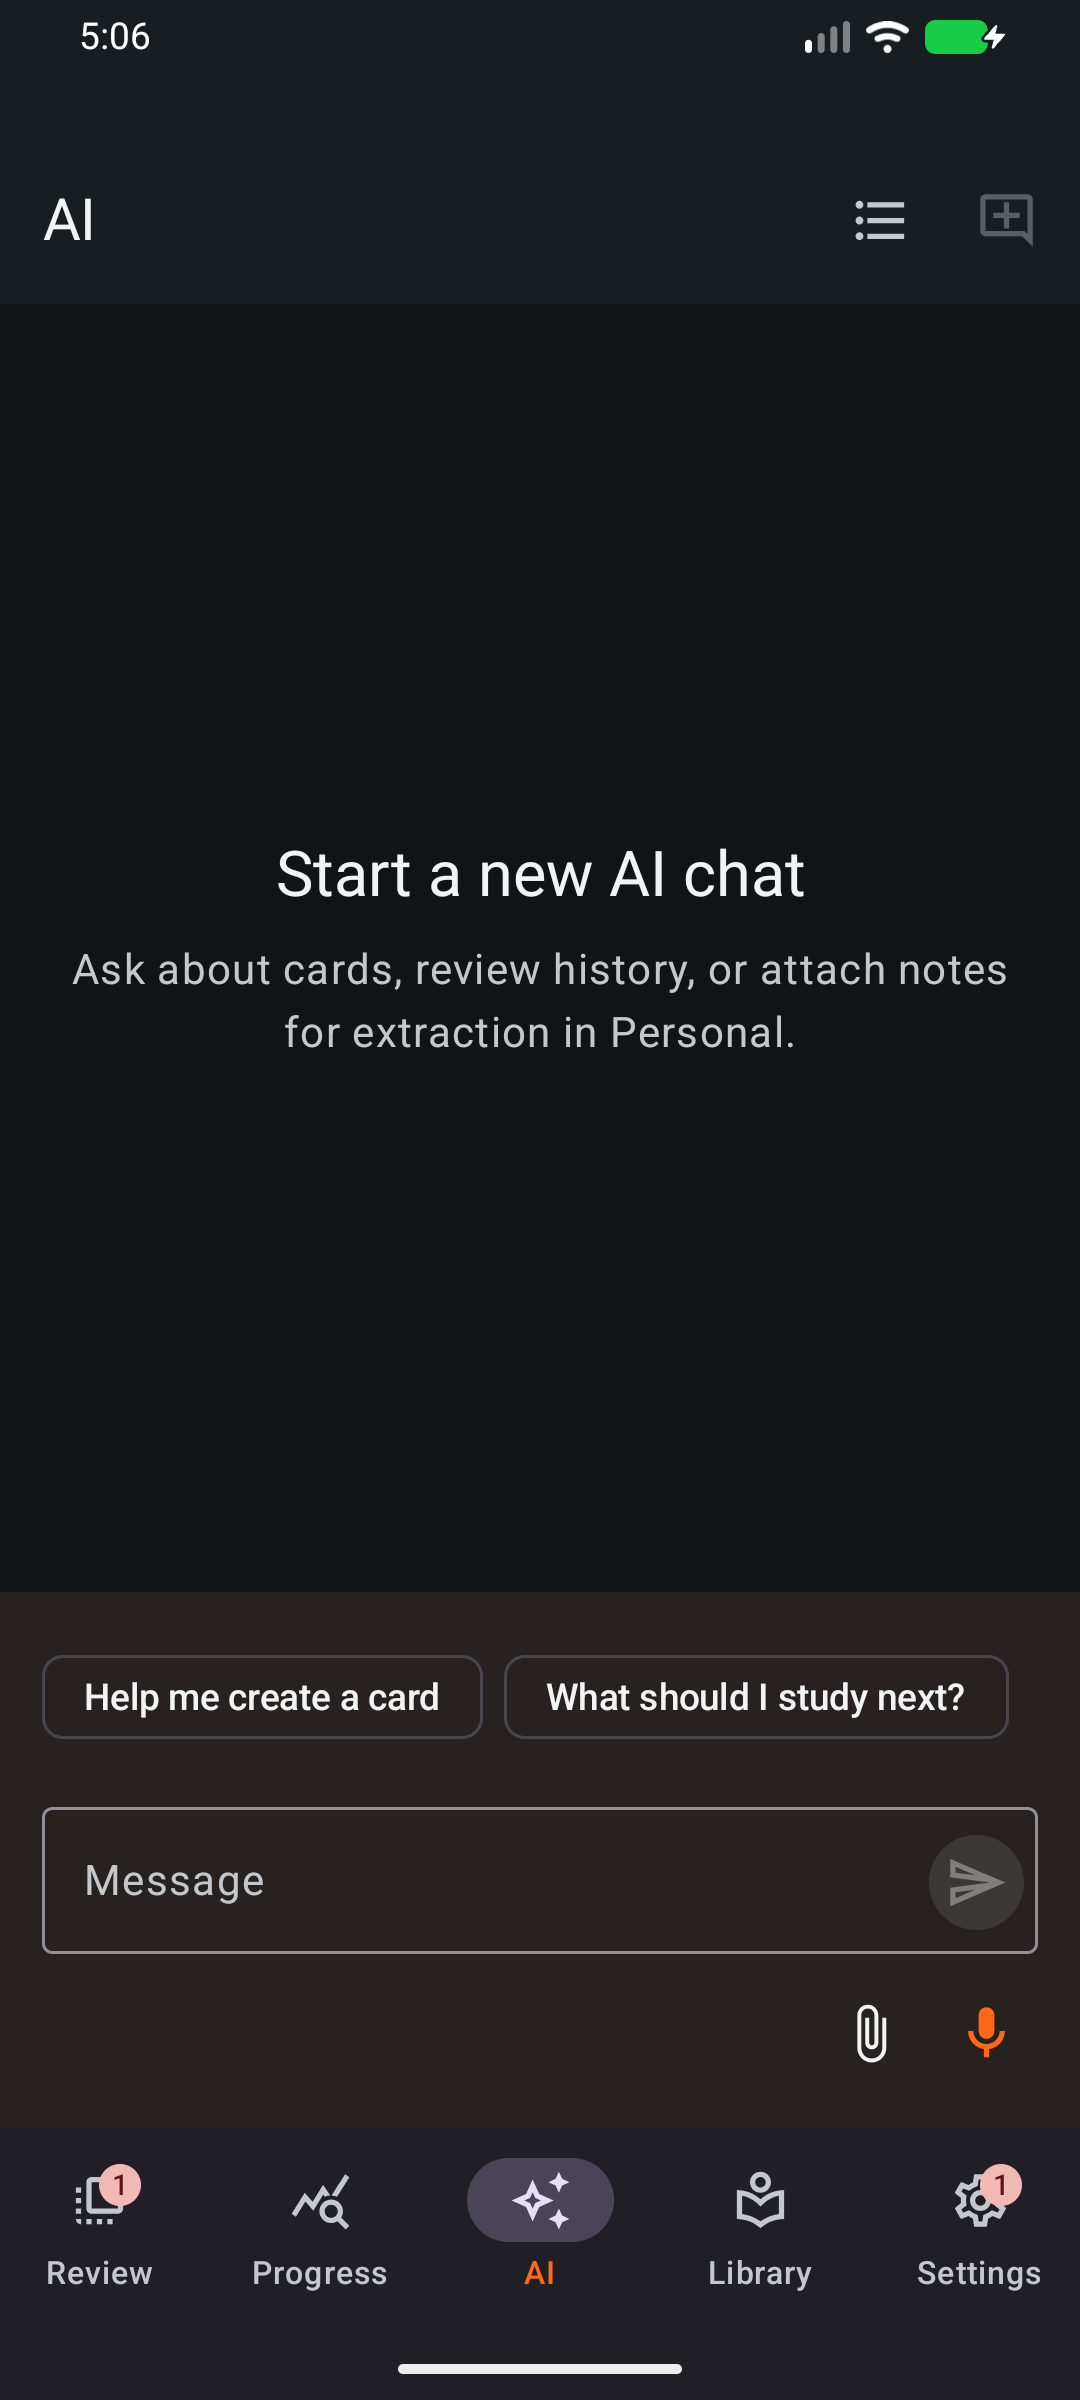 5:06
AI
Start a new AI chat
Ask about cards, review history, or attach notes
for extraction in Personal.
Help me create a card
What should I study next?
Message
1
1
Review
Progress
AI
Library
Settings